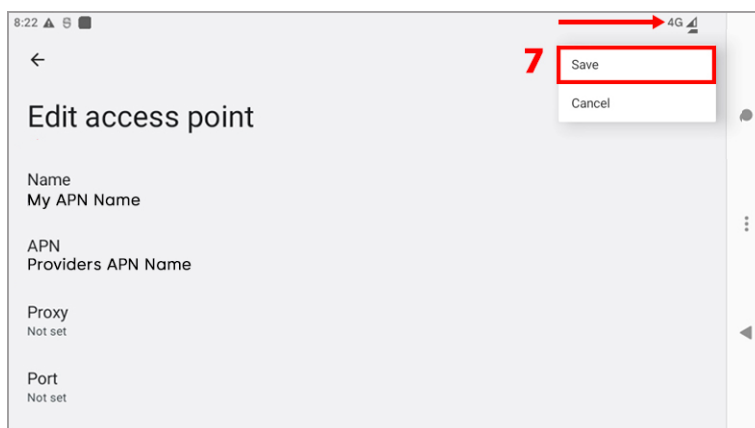 8:22
4G
7
Save
Cancel
Edit access point
Name
My APN Name
APN
Providers APN Name
Proxy
Not set
Port
Not set